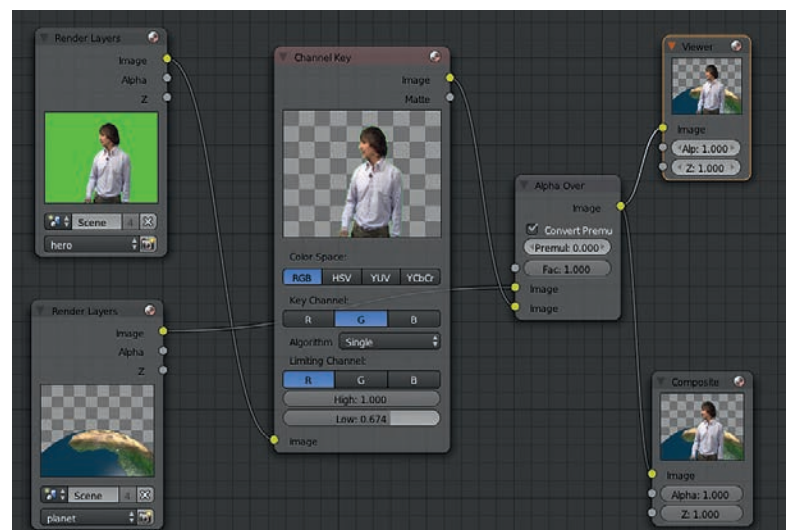 Render Layers
Image
Alpha
Z
Scene 4
hero
Render Layers
Image
Alpha
Z
Scene 4
planet
Channel Key
Image
Matte
Color Space:
RGB HSV YUV YCbCr
Key Channel:
R G B
Algorithm Single
Limiting Channel:
R G B
High: 1.000
Low: 0.674
Image
Alpha Over
Image
Convert Premu
Premul: 0.000
Fac: 1.000
Image
Image
Viewer
Image
Alp: 1.000
Z: 1.000
Composite
Image
Alpha: 1.000
Z: 1.000